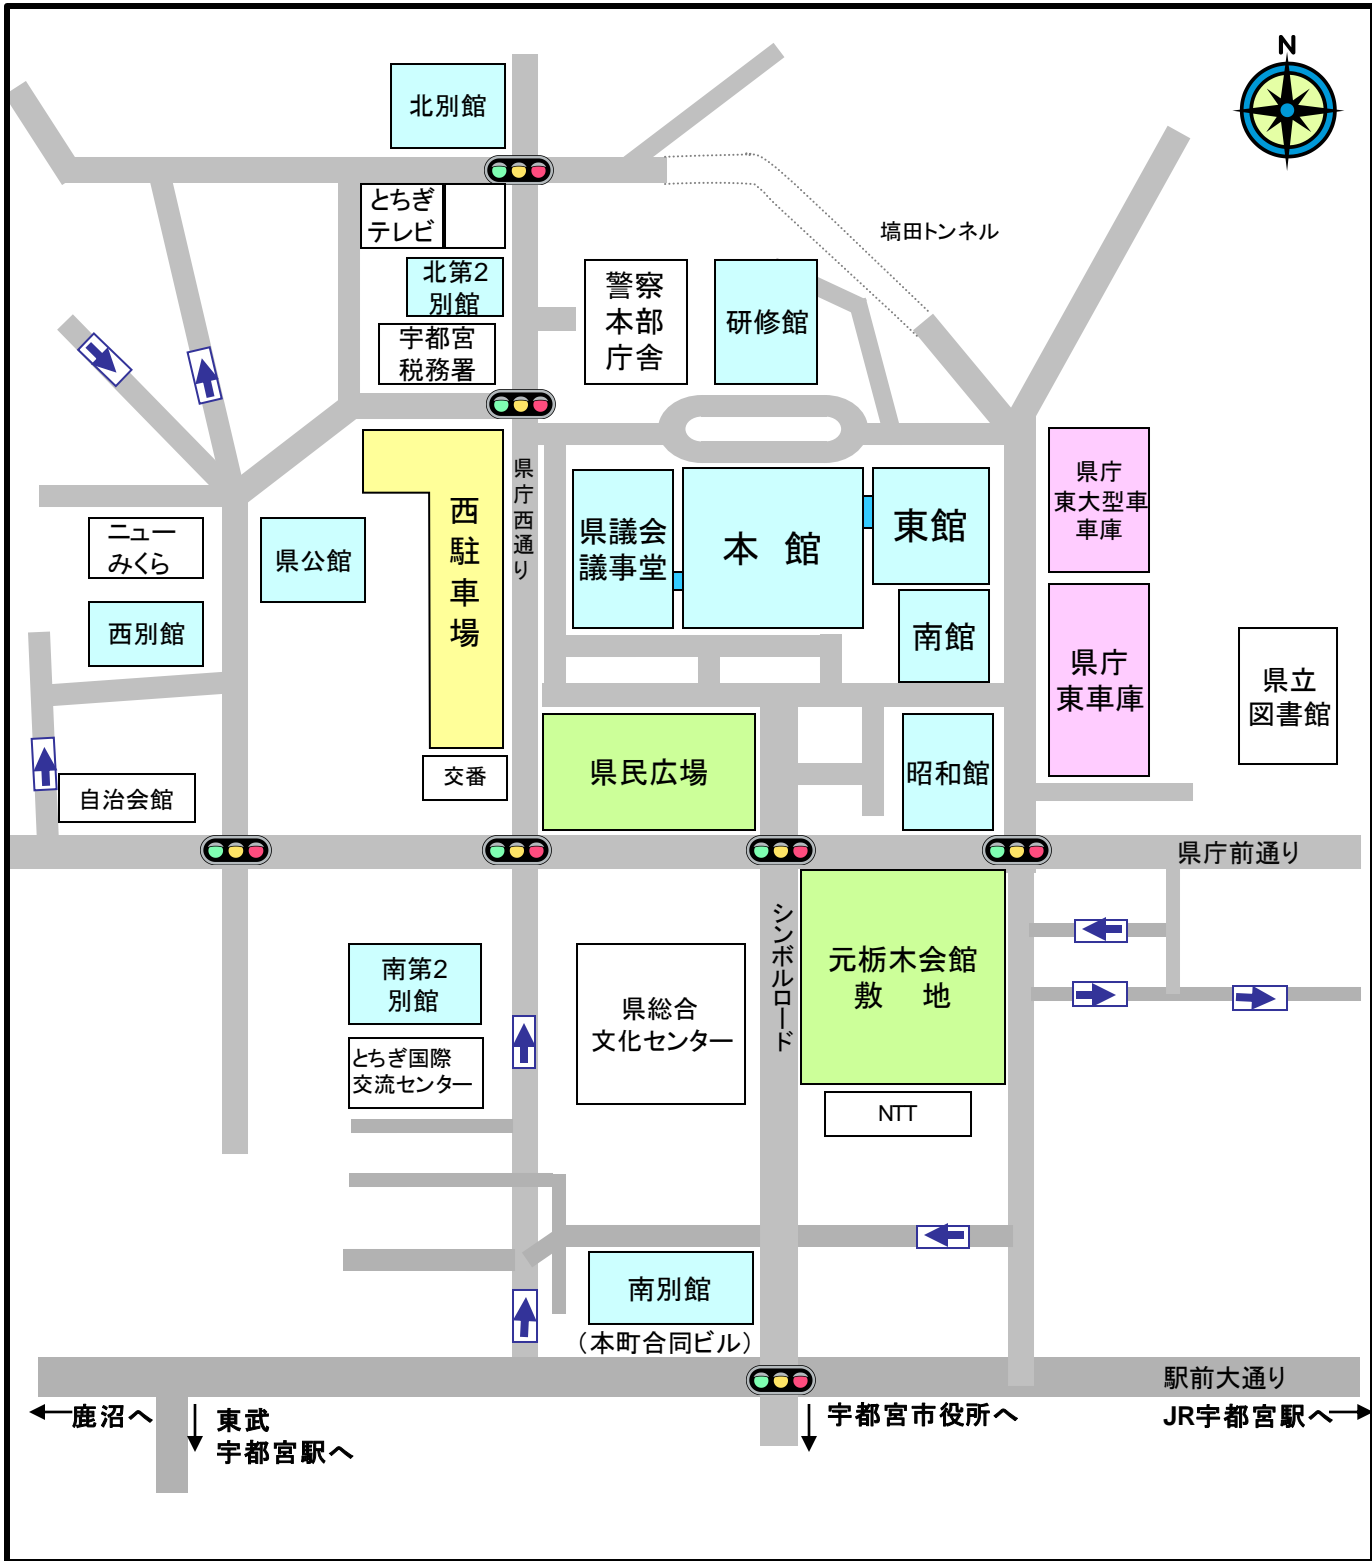 N
北別館
とちぎ
テレビ
塙田トンネル
北第2
別館
警察
本部
庁舎
研修館
宇都宮
税務署
県庁西通り
西駐車場
県議会
議事堂
本 館
東館
県庁
東大型車
車庫
ニュー
みくら
県公館
西別館
南館
県庁
東車庫
県立
図書館
県民広場
昭和館
交番
自治会館
県庁前通り
シンボルロード
元栃木会館
敷 地
南第2
別館
県総合
文化センター
とちぎ国際
交流センター
NTT
南別館
（本町合同ビル）
駅前大通り
鹿沼へ
東武
宇都宮駅へ
宇都宮市役所へ
JR宇都宮駅へ